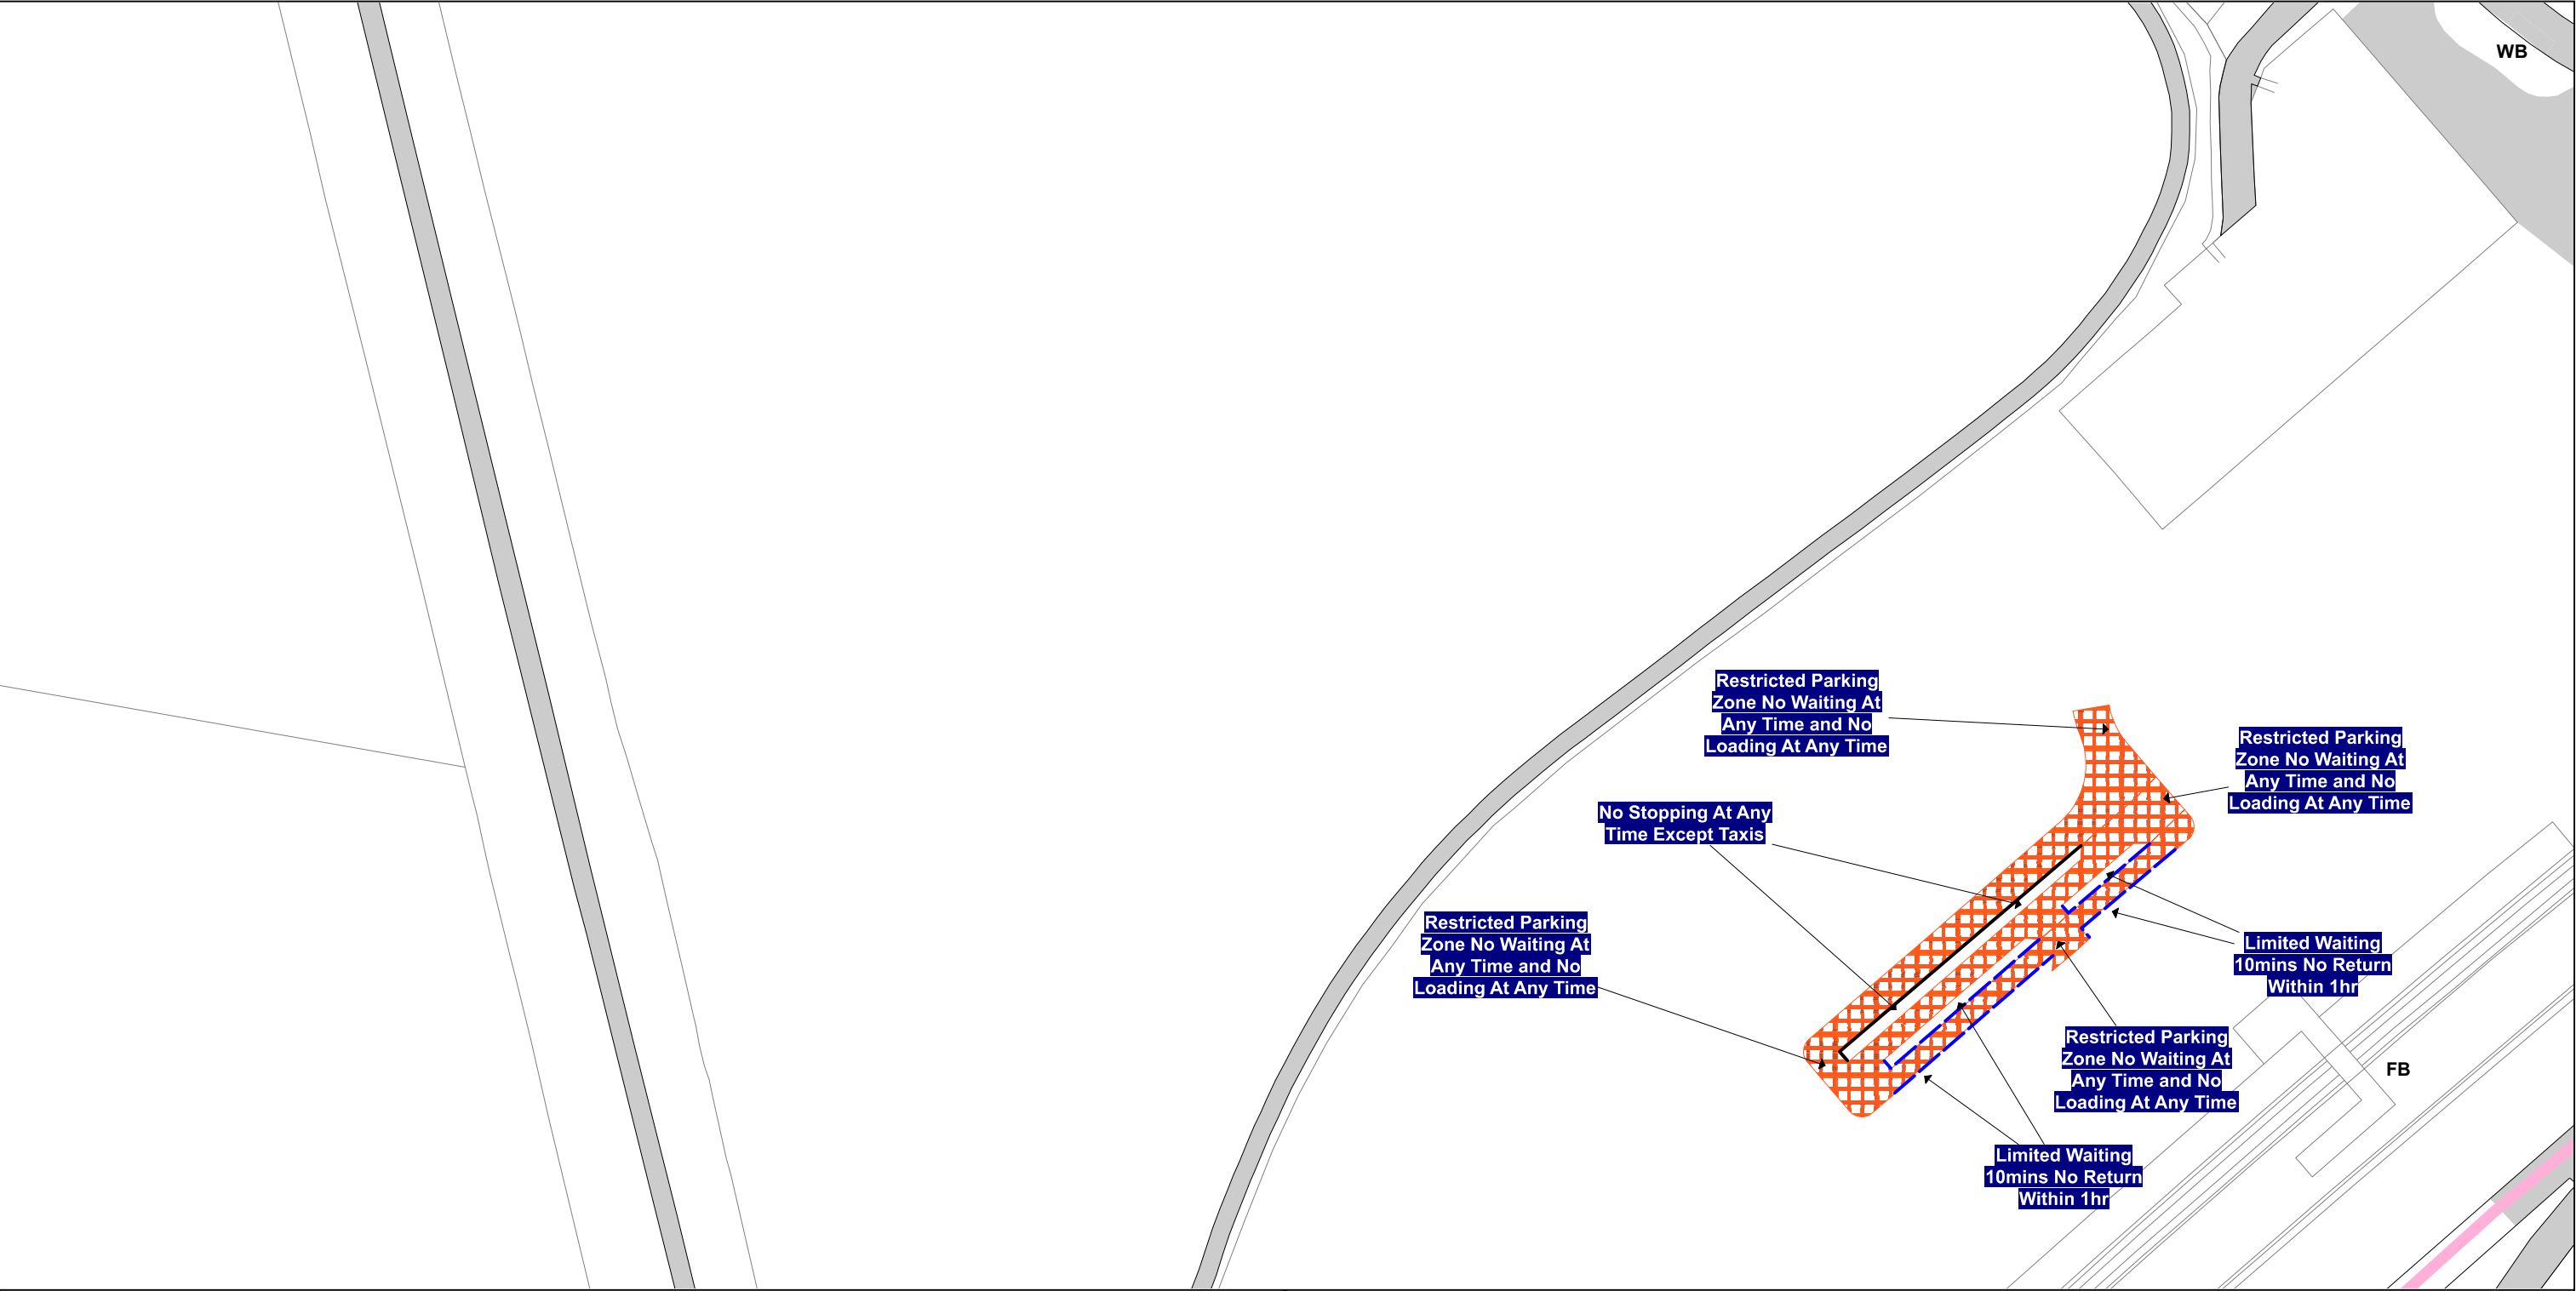 WB
Restricted Parking
Zone No Waiting At
Any Time and No
Loading At Any Time
Restricted Parking
Zone No Waiting At
Any Time and No
Loading At Any Time
No Stopping At Any
Time Except Taxis
Restricted Parking
Zone No Waiting At
Any Time and No
Loading At Any Time
Limited Waiting
10mins No Return
Within 1hr
Restricted Parking
Zone No Waiting At
Any Time and No
Loading At Any Time
FB
Limited Waiting
10mins No Return
Within 1hr